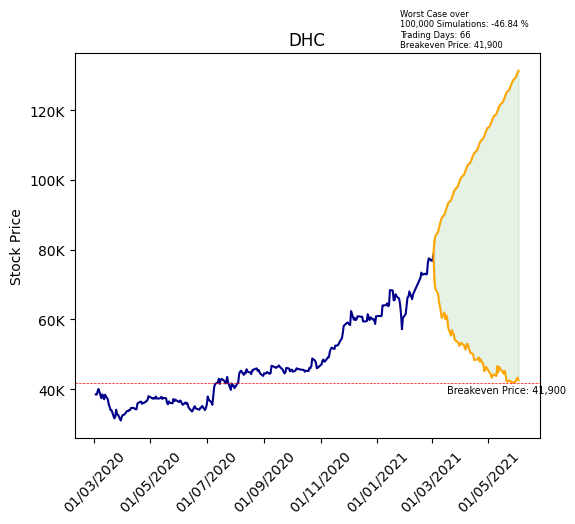 Worst Case over
100,000 Simulations: -46.84 %
Trading Days: 66
Breakeven Price: 41,900
DHC
Stock Price
120K
100K
80K
60K
40K
Breakeven Price: 41,900
01/03/2020
01/05/2020
01/07/2020
01/09/2020
01/11/2020
01/01/2021
01/03/2021
01/05/2021